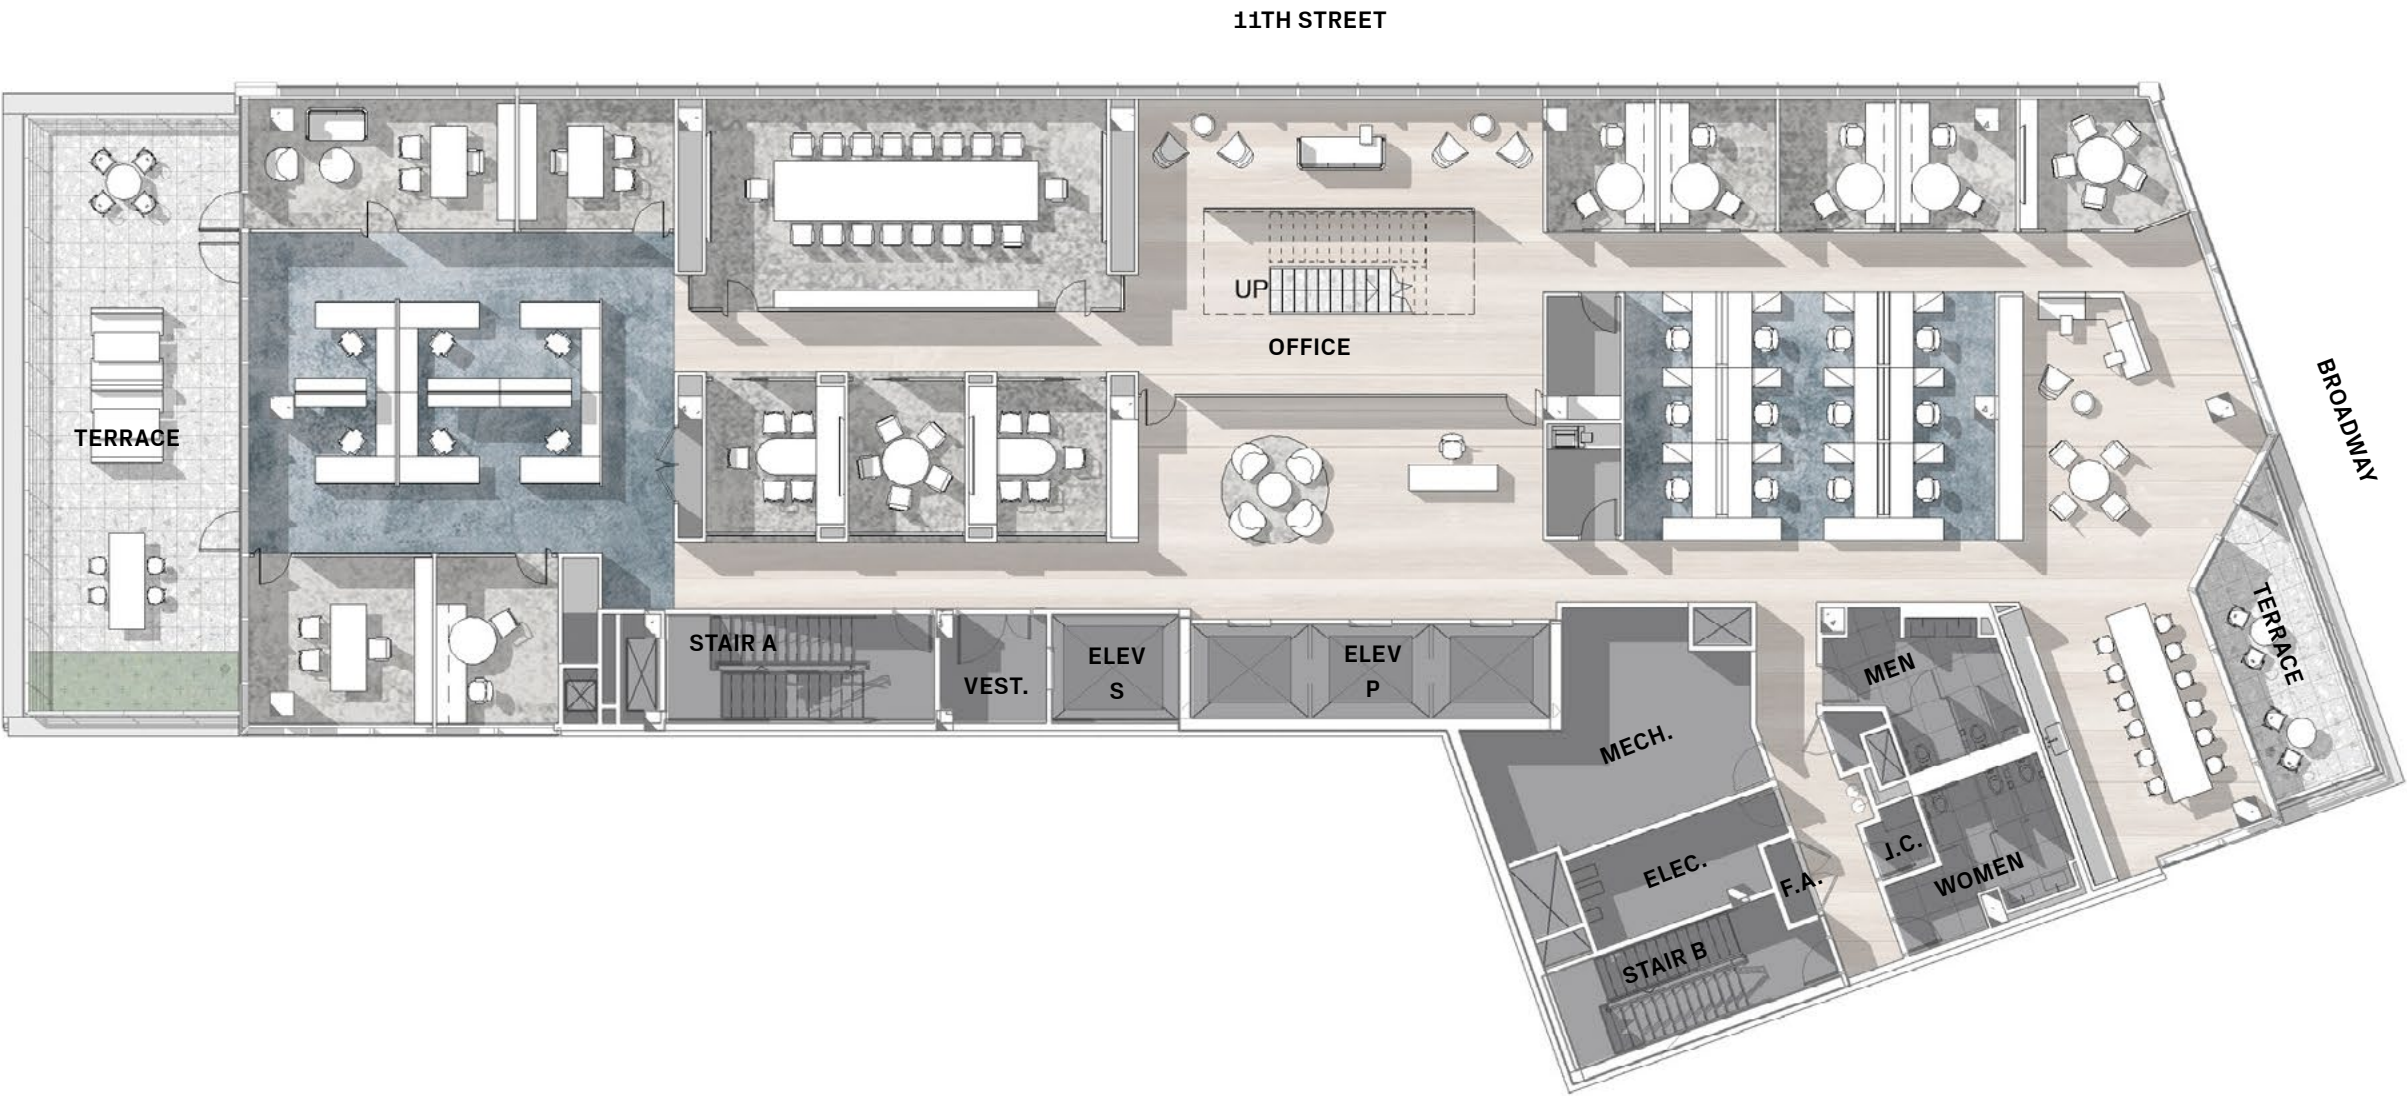 11TH STREET
UP
OFFICE
BROADWAY
TERRACE
TERRACE
STAIR A
VEST.
ELEV
S
ELEV
P
MEN
MECH.
J.C.
WOMEN
ELEC.
F.A.
STAIR B